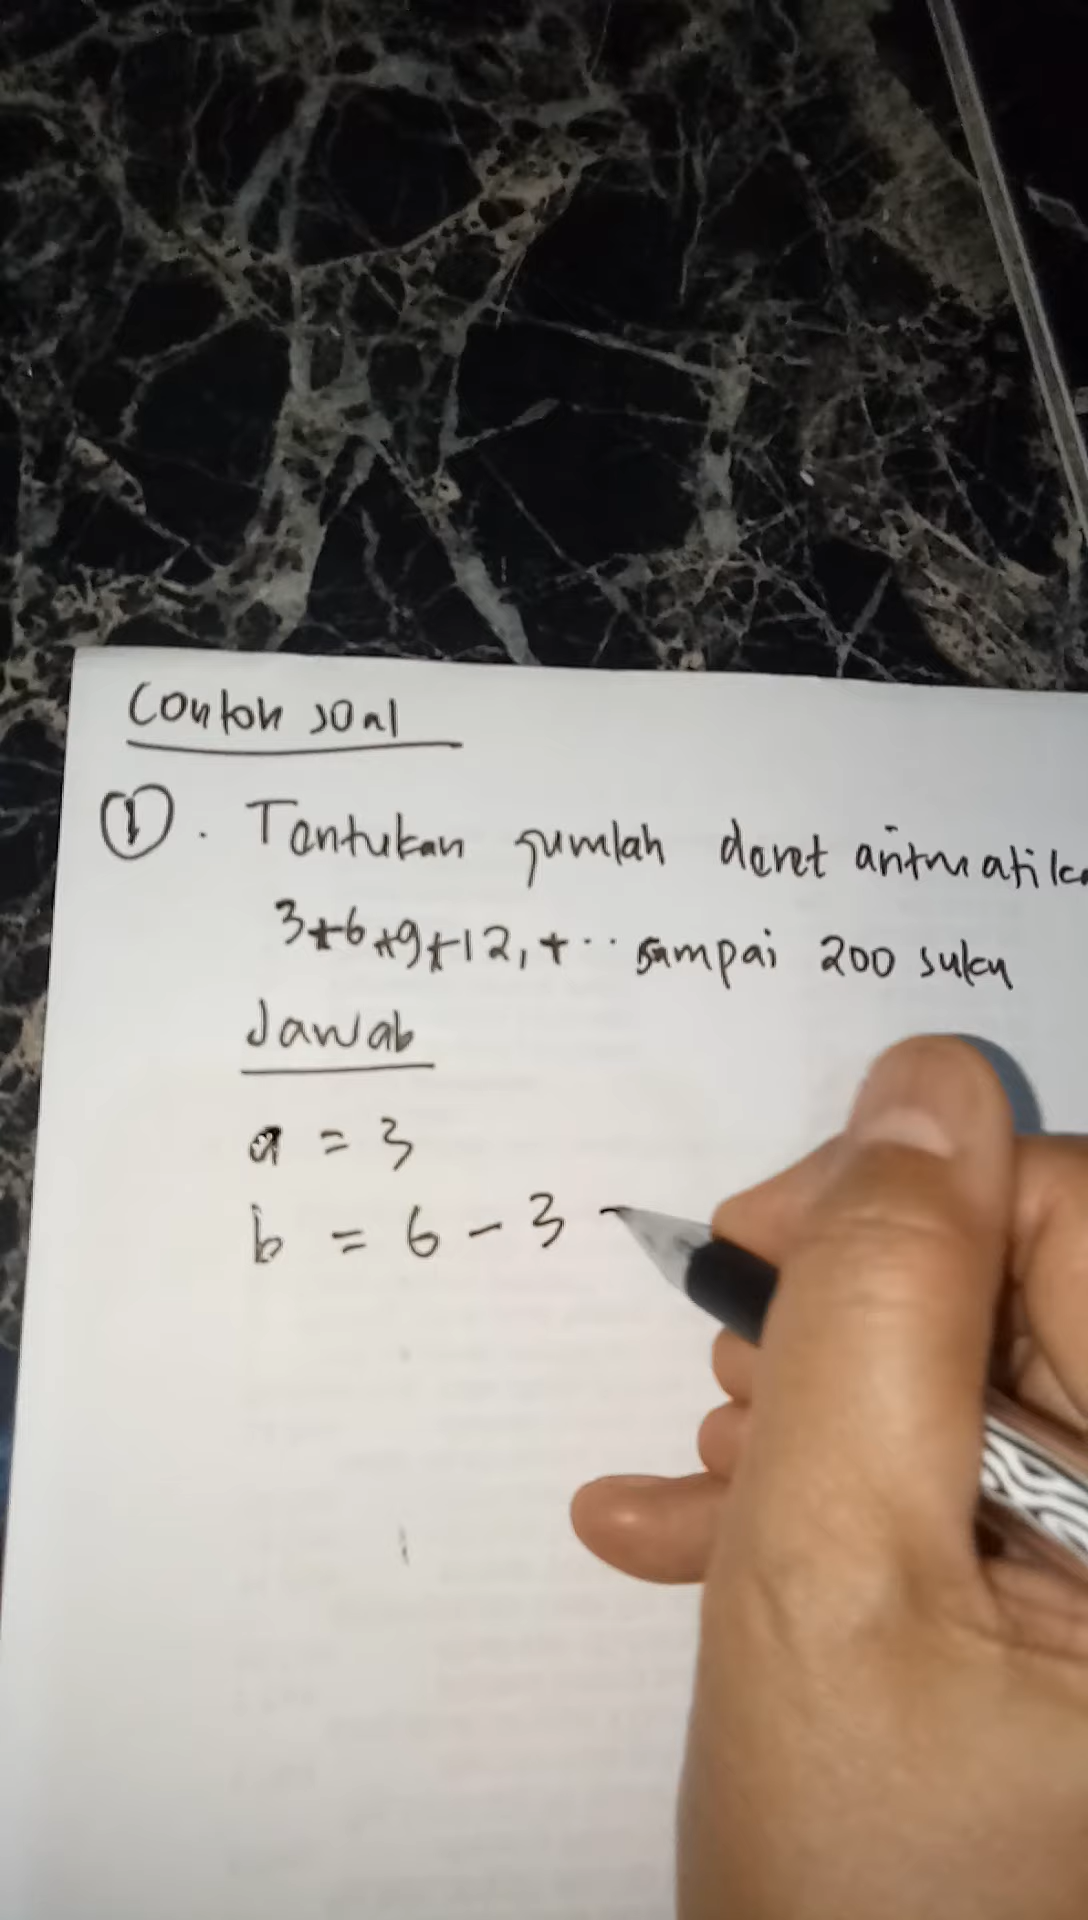 Contoh soal
1. Tentukan jumlah deret aritmatika
3+6+9+12,+.. sampai 200 suku
Jawab
a = 3
b = 6 - 3 -